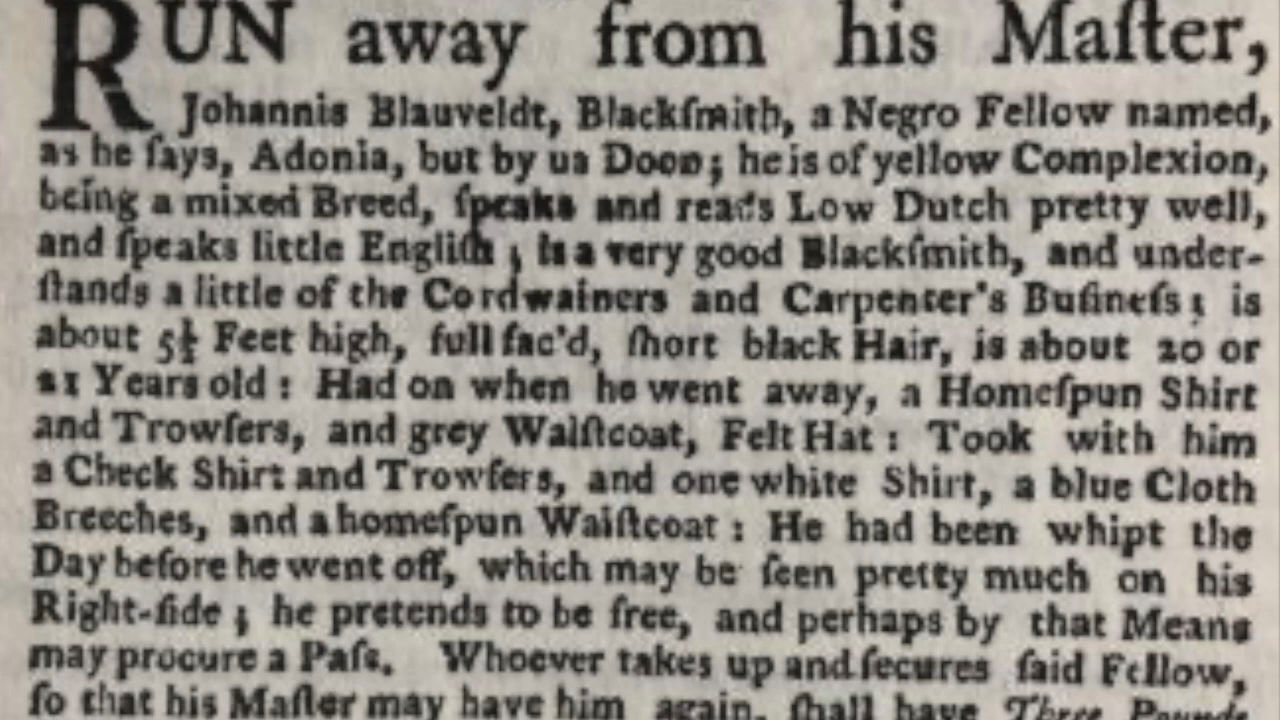 RUN away from his Maſter,
Johannis Blauveldt, Blackſmith, a Negro Fellow named,
as he ſays, Adonia, but by us Doon; he is of yellow Complexion,
being a mixed Breed, ſpeaks and reads Low Dutch pretty well,
and ſpeaks little Engliſh; is a very good Blackſmith, and under-
ſtands a little of the Cordwainers and Carpenter's Buſineſs; is
about 5½ Feet high, full fac'd, ſhort black Hair, is about 20 or
21 Years old: Had on when he went away, a Homeſpun Shirt
and Trowſers, and grey Waiſtcoat, Felt Hat: Took with him
a Check Shirt and Trowſers, and one white Shirt, a blue Cloth
Breeches, and a homeſpun Waiſtcoat: He had been whipt the
Day before he went off, which may be ſeen pretty much on his
Right-ſide; he pretends to be free, and perhaps by that Means
may procure a Paſs. Whoever takes up and ſecures ſaid Fellow,
ſo that his Maſter may have him again, ſhall have Three Pounds